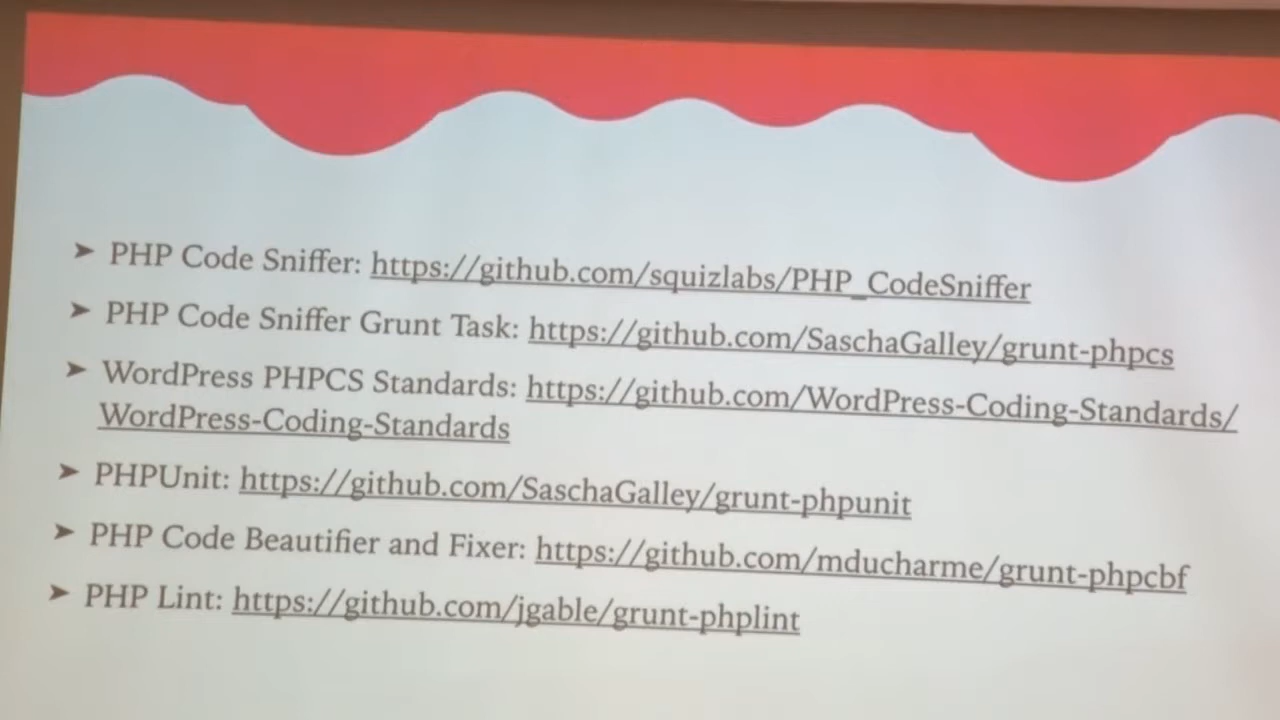 ➤ PHP Code Sniffer: https://github.com/squizlabs/PHP_CodeSniffer
➤ PHP Code Sniffer Grunt Task: https://github.com/SaschaGalley/grunt-phpcs
➤ WordPress PHPCS Standards: https://github.com/WordPress-Coding-Standards/
WordPress-Coding-Standards
➤ PHPUnit: https://github.com/SaschaGalley/grunt-phpunit
➤ PHP Code Beautifier and Fixer: https://github.com/mducharme/grunt-phpcbf
➤ PHP Lint: https://github.com/jgable/grunt-phplint